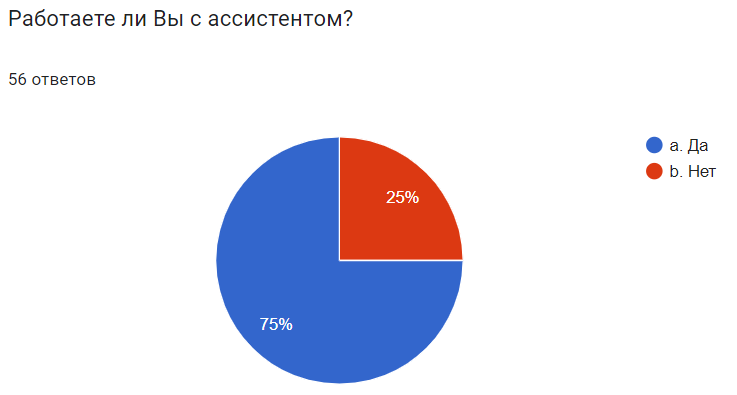 Работаете ли Вы с ассистентом?
56 ответов
a. Да
b. Нет
25%
75%